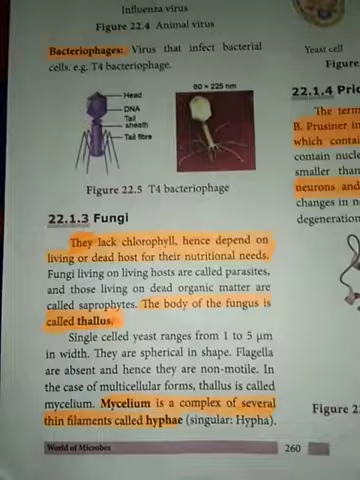 Influenza virus
Figure 22.4 Animal virus
Bacteriophages: Virus that infect bacterial
cells. e.g. T4 bacteriophage.
80 × 225 nm
Head
DNA
Tail
sheath
Tail fibre
Figure 22.5 T4 bacteriophage
22.1.3 Fungi
They lack chlorophyll, hence depend on
living or dead host for their nutritional needs.
Fungi living on living hosts are called parasites,
and those living on dead organic matter are
called saprophytes. The body of the fungus is
called thallus.
Single celled yeast ranges from 1 to 5 μm
in width. They are spherical in shape. Flagella
are absent and hence they are non-motile. In
the case of multicellular forms, thallus is called
mycelium. Mycelium is a complex of several
thin filaments called hyphae (singular: Hypha).
World of Microbes
260
Yeast cell
Figure
22.1.4
The term
B. Prusiner in
which
contain
smaller than
neurons and
changes in
Figure